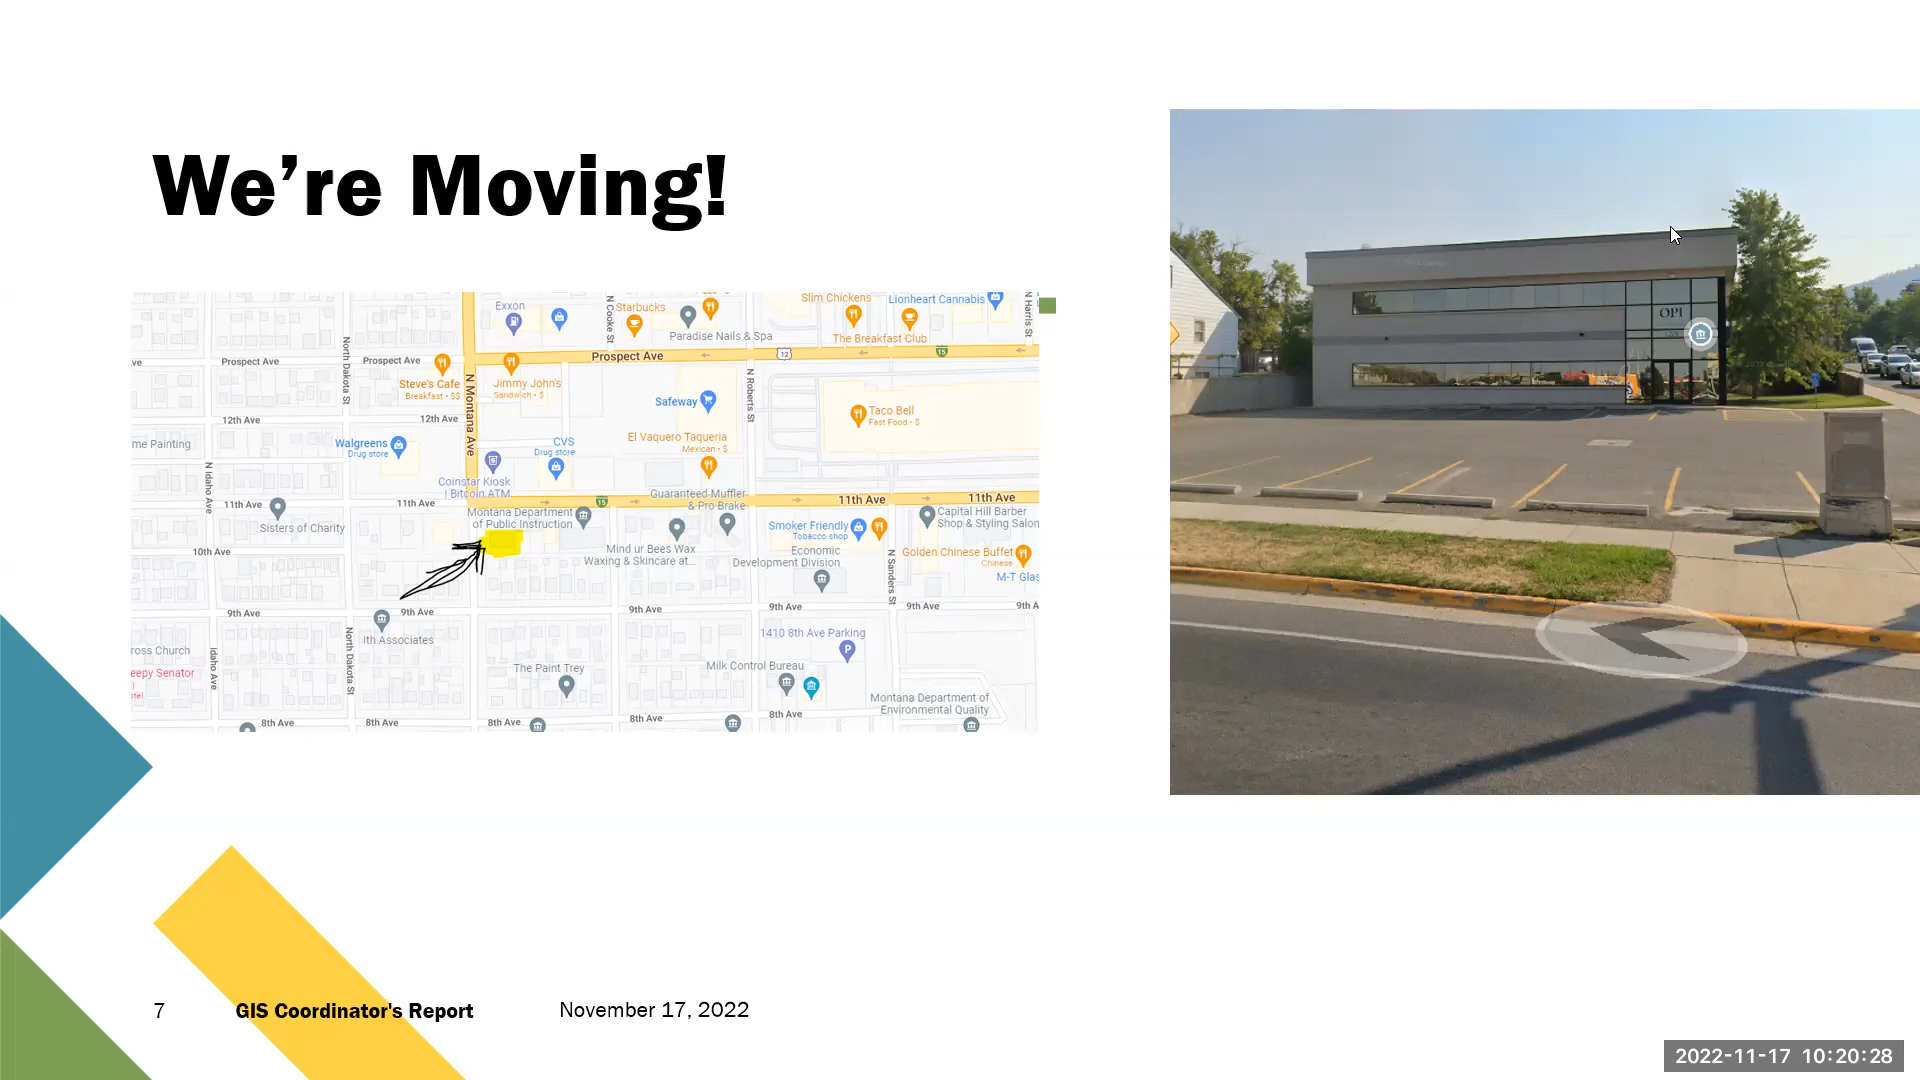 We're Moving!
Exxon
N Cooke St
Starbucks
Paradise Nails & Spa
Slim Chickens
Lionheart Cannabis
The Breakfast Club
N Harris St
ve
Prospect Ave
North Dakota St
Prospect Ave
Prospect Ave
12
15
Steve's Cafe
Breakfast • $$
Jimmy John's
Sandwich • $
N Montana Ave
N Roberts St
Safeway
Taco Bell
Fast Food • $
12th Ave
12th Ave
me Painting
Walgreens
Drug store
CVS
Drug store
El Vaquero Taqueria
Mexican • $
N Idaho Ave
Coinstar Kiosk
| Bitcoin ATM
11th Ave
11th Ave
15
Guaranteed Muffler
& Pro Brake
11th Ave
11th Ave
Sisters of Charity
Montana Department
of Public Instruction
Smoker Friendly
Tobacco shop
Capital Hill Barber
Shop & Styling Salon
10th Ave
Mind ur Bees Wax
Waxing & Skincare at...
Economic
Development Division
N Sanders St
Golden Chinese Buffet
Chinese
M-T Glas
9th Ave
9th Ave
9th Ave
9th Ave
9th Ave
9th A
lth Associates
North Dakota St
1410 8th Ave Parking
P
ross Church
Idaho Ave
eepy Senator
)
otel
The Paint Trey
Milk Control Bureau
Montana Department of
Environmental Quality
8th Ave
8th Ave
8th Ave
8th Ave
8th Ave
OPI
7
GIS Coordinator's Report
November 17, 2022
2022-11-17 10:20:28